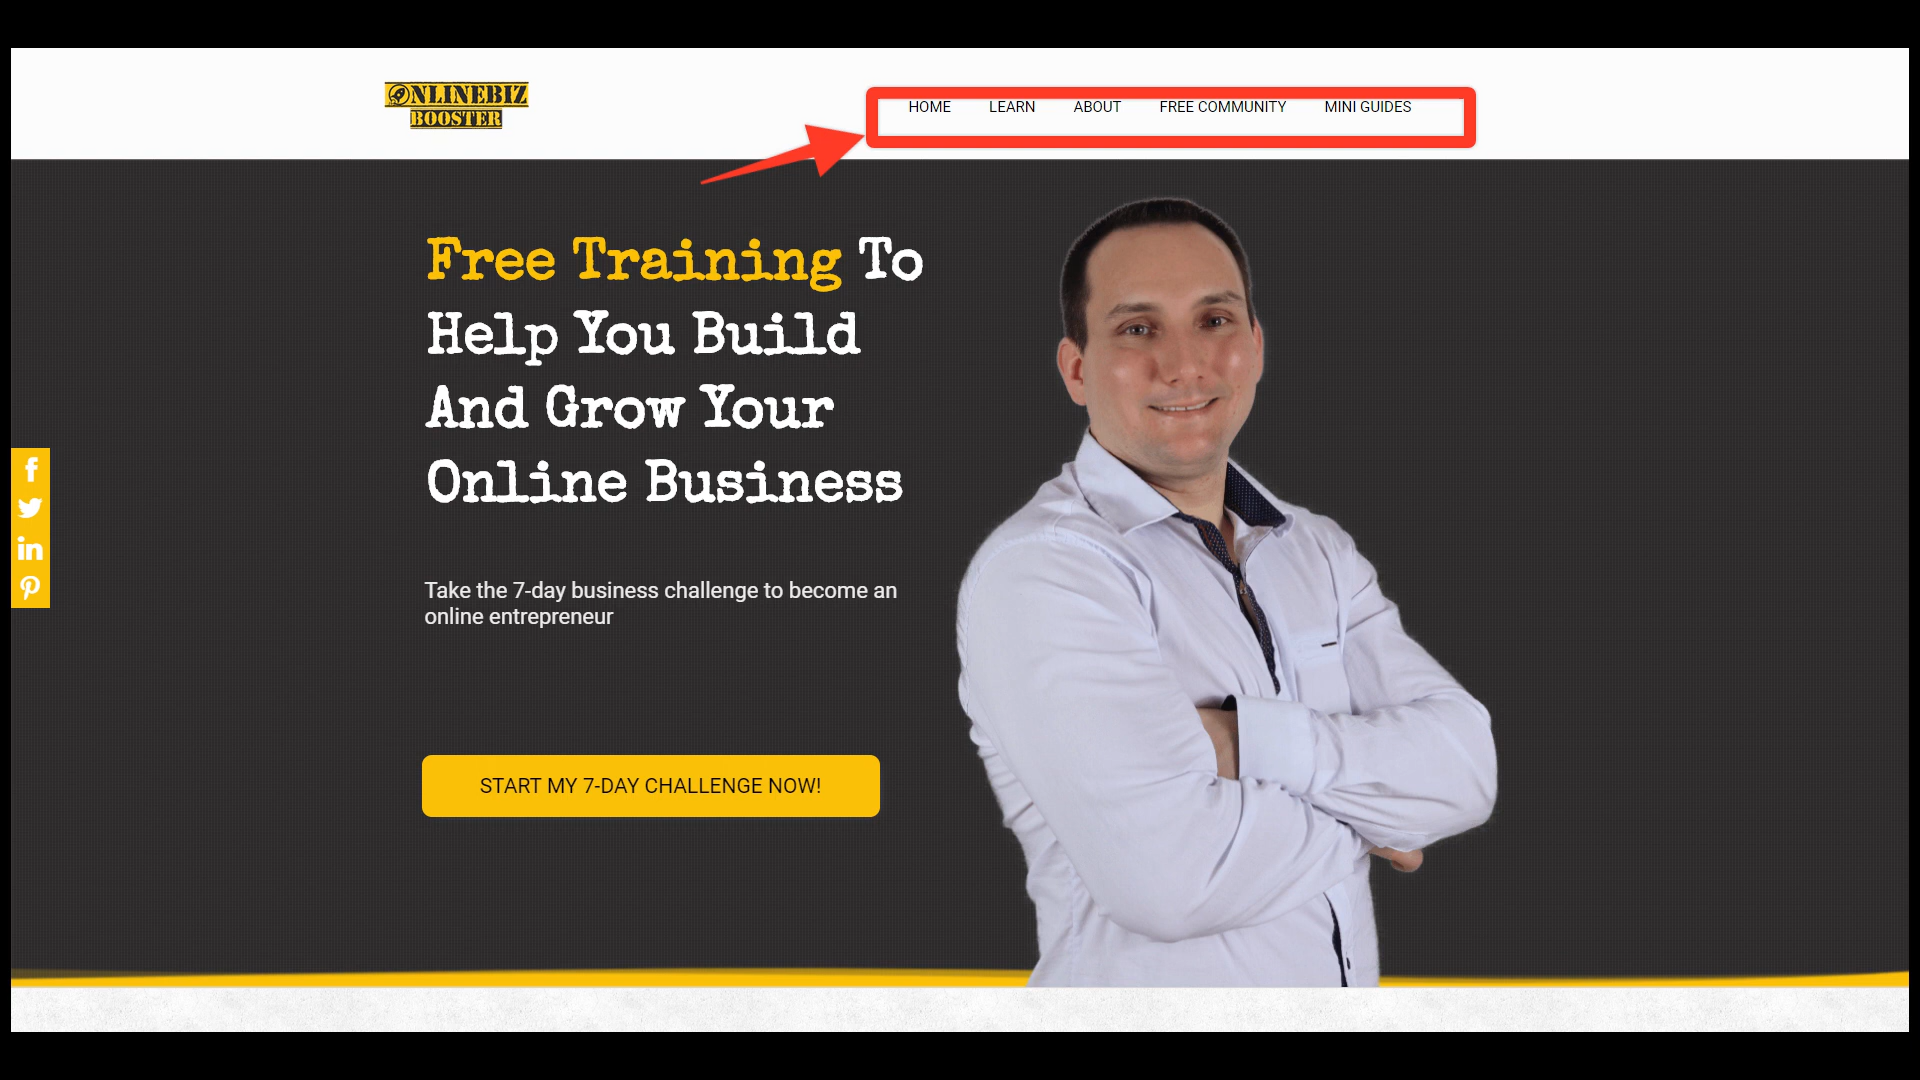 ONLINEBIZ
BOOSTER
HOME LEARN ABOUT FREE COMMUNITY MINI GUIDES
Free Training To
Help You Build
And Grow Your
Online Business
Take the 7-day business challenge to become an
online entrepreneur
START MY 7-DAY CHALLENGE NOW!